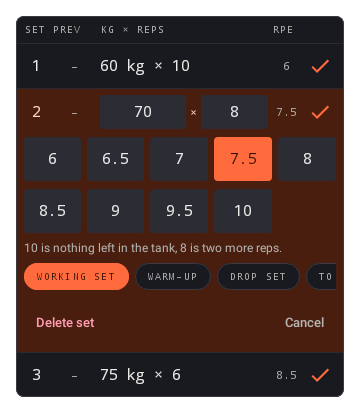 SET PREV KG × REPS RPE
1 – 60 kg × 10 6
2 – 70 × 8 7.5
6 6.5 7 7.5 8
8.5 9 9.5 10
10 is nothing left in the tank, 8 is two more reps.
WORKING SET WARM-UP DROP SET TO
Delete set Cancel
3 – 75 kg × 6 8.5